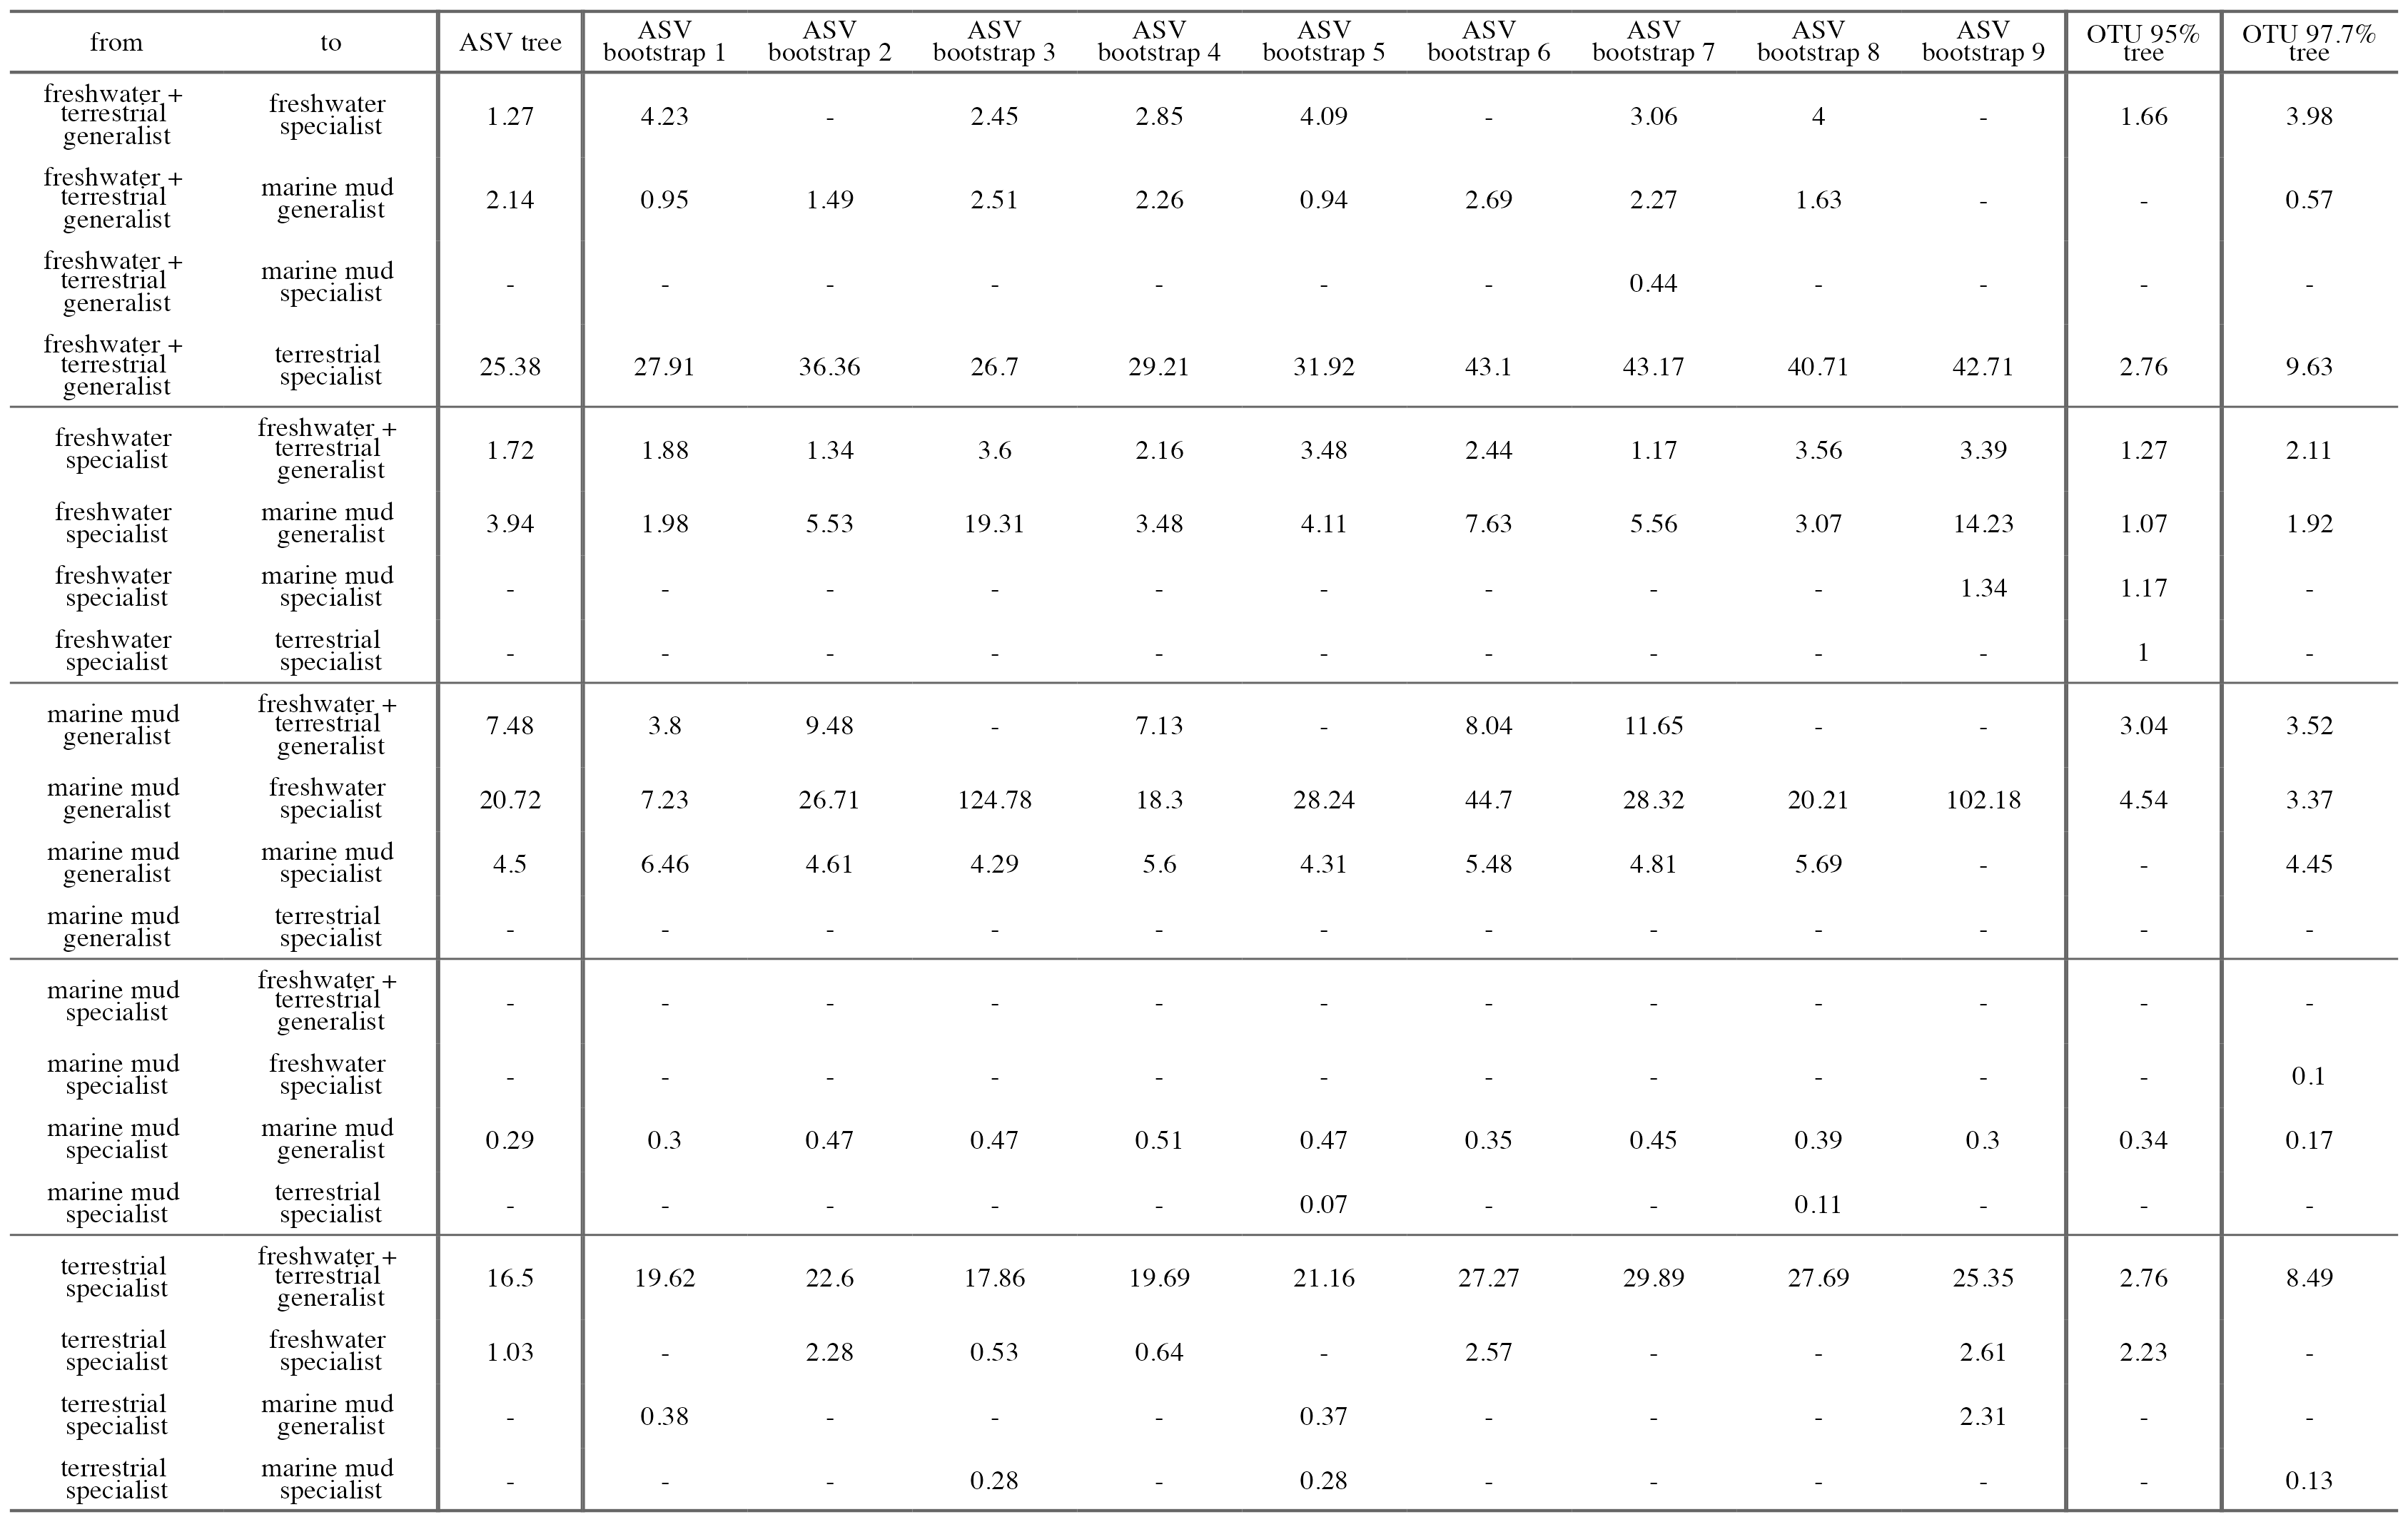 from to ASV tree ASV bootstrap 1 ASV bootstrap 2 ASV bootstrap 3 ASV bootstrap 4 ASV bootstrap 5 ASV bootstrap 6 ASV bootstrap 7 ASV bootstrap 8 ASV bootstrap 9 OTU 95% tree OTU 97.7% tree
freshwater + terrestrial generalist freshwater specialist 1.27 4.23 - 2.45 2.85 4.09 - 3.06 4 - 1.66 3.98
freshwater + terrestrial generalist marine mud generalist 2.14 0.95 1.49 2.51 2.26 0.94 2.69 2.27 1.63 - - 0.57
freshwater + terrestrial generalist marine mud specialist - - - - - - - 0.44 - - - -
freshwater + terrestrial generalist terrestrial specialist 25.38 27.91 36.36 26.7 29.21 31.92 43.1 43.17 40.71 42.71 2.76 9.63
freshwater specialist freshwater + terrestrial generalist 1.72 1.88 1.34 3.6 2.16 3.48 2.44 1.17 3.56 3.39 1.27 2.11
freshwater specialist marine mud generalist 3.94 1.98 5.53 19.31 3.48 4.11 7.63 5.56 3.07 14.23 1.07 1.92
freshwater specialist marine mud specialist - - - - - - - - - 1.34 1.17 -
freshwater specialist terrestrial specialist - - - - - - - - - - 1 -
marine mud generalist freshwater + terrestrial generalist 7.48 3.8 9.48 - 7.13 - 8.04 11.65 - - 3.04 3.52
marine mud generalist freshwater specialist 20.72 7.23 26.71 124.78 18.3 28.24 44.7 28.32 20.21 102.18 4.54 3.37
marine mud generalist marine mud specialist 4.5 6.46 4.61 4.29 5.6 4.31 5.48 4.81 5.69 - - 4.45
marine mud generalist terrestrial specialist - - - - - - - - - - - -
marine mud specialist freshwater + terrestrial generalist - - - - - - - - - - - -
marine mud specialist freshwater specialist - - - - - - - - - - - 0.1
marine mud specialist marine mud generalist 0.29 0.3 0.47 0.47 0.51 0.47 0.35 0.45 0.39 0.3 0.34 0.17
marine mud specialist terrestrial specialist - - - - - 0.07 - - 0.11 - - -
terrestrial specialist freshwater + terrestrial generalist 16.5 19.62 22.6 17.86 19.69 21.16 27.27 29.89 27.69 25.35 2.76 8.49
terrestrial specialist freshwater specialist 1.03 - 2.28 0.53 0.64 - 2.57 - - 2.61 2.23 -
terrestrial specialist marine mud generalist - 0.38 - - - 0.37 - - - 2.31 - -
terrestrial specialist marine mud specialist - - - 0.28 - 0.28 - - - - - 0.13